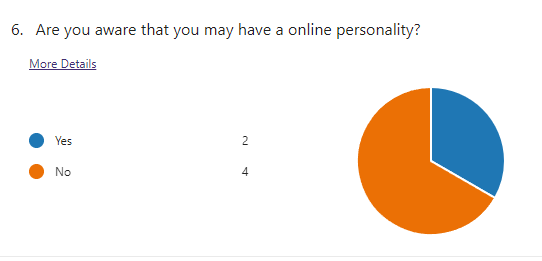 6. Are you aware that you may have a online personality?
More Details
Yes 2
No 4